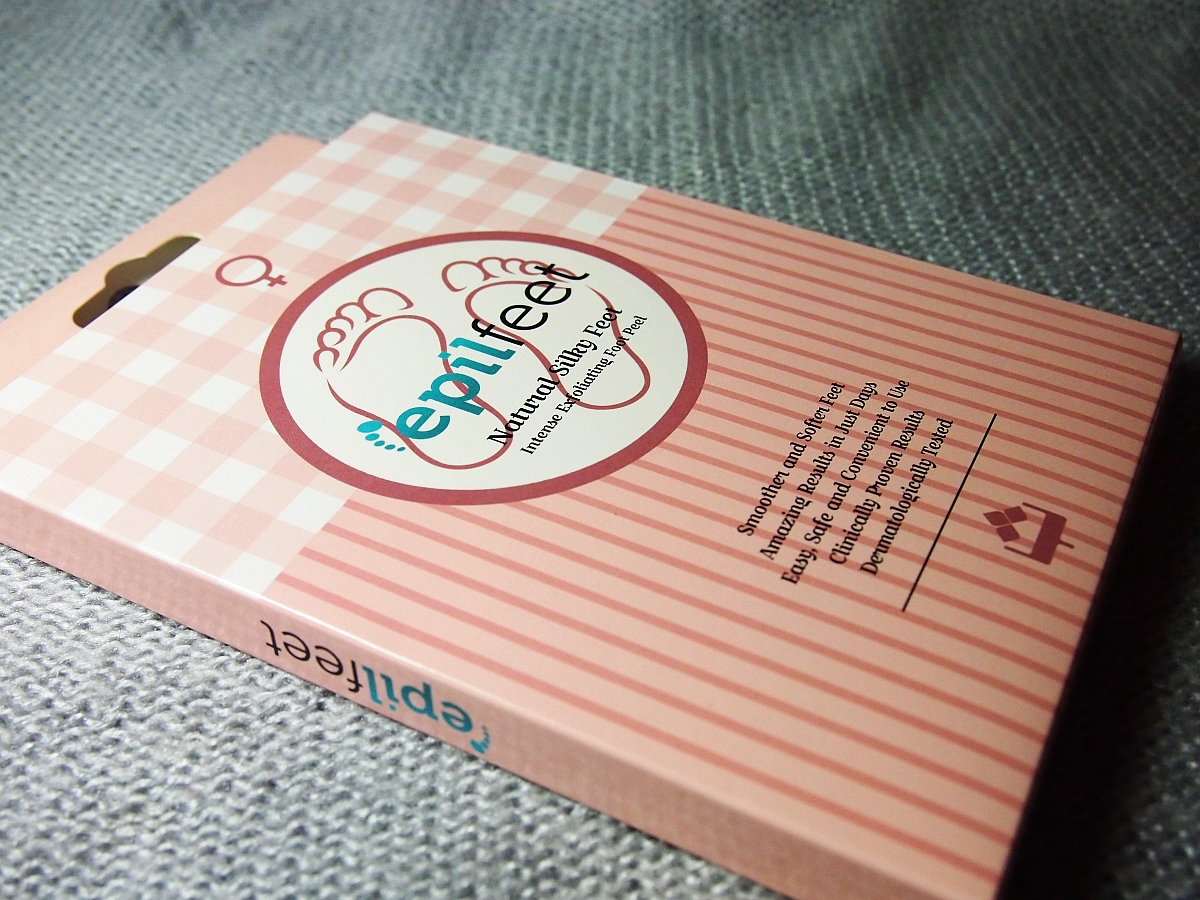 epilfeet
Natural Silky Feet
Intense Exfoliating Foot Peel
Smoother and Softer Feet
Amazing Results in Just Days
Easy, Safe and Convenient to Use
Clinically Proven Results
Dermatologically Tested
epilfeet